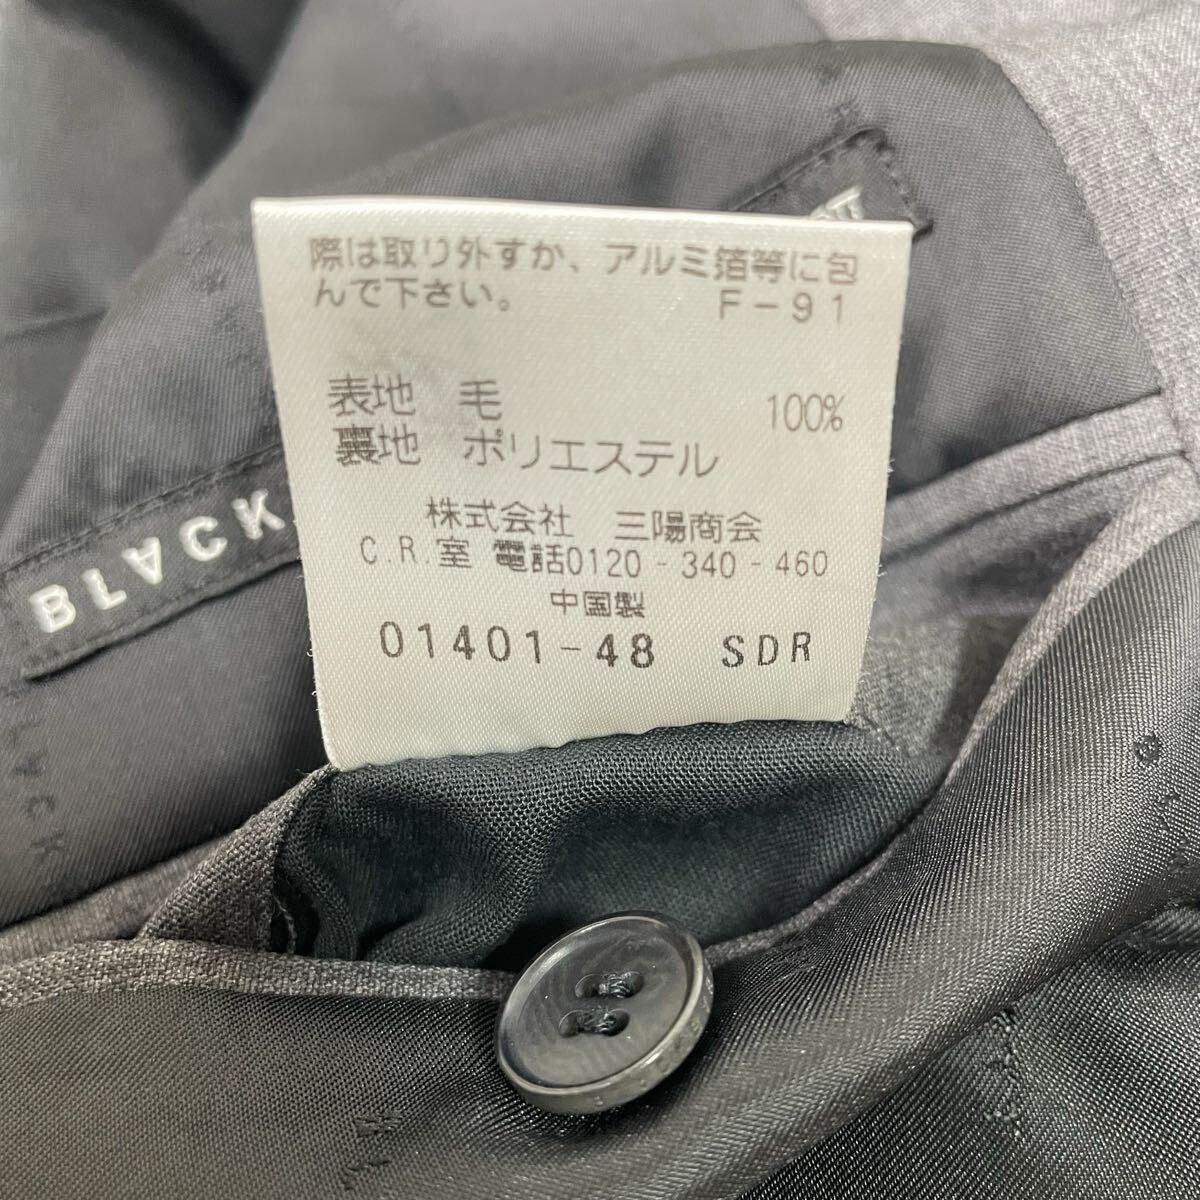 際は取り外すか、アルミ箔等に包
んで下さい。 F-91
表地 毛 100%
裏地 ポリエステル
株式会社 三陽商会
C.R.室 電話0120-340-460
中国製
01401-48 SDR
BLACK